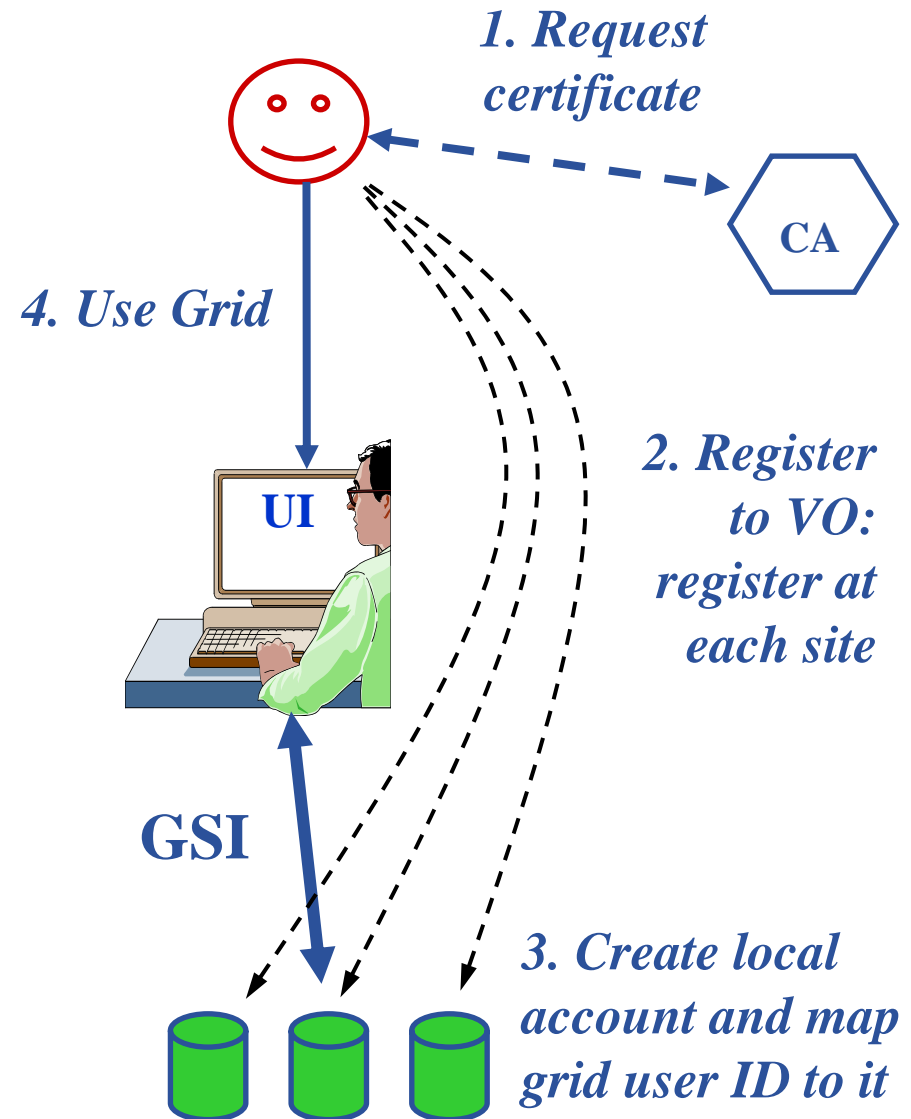 1. Request
certificate
CA
4. Use Grid
UI
2. Register
to VO:
register at
each site
GSI
3. Create local
account and map
grid user ID to it